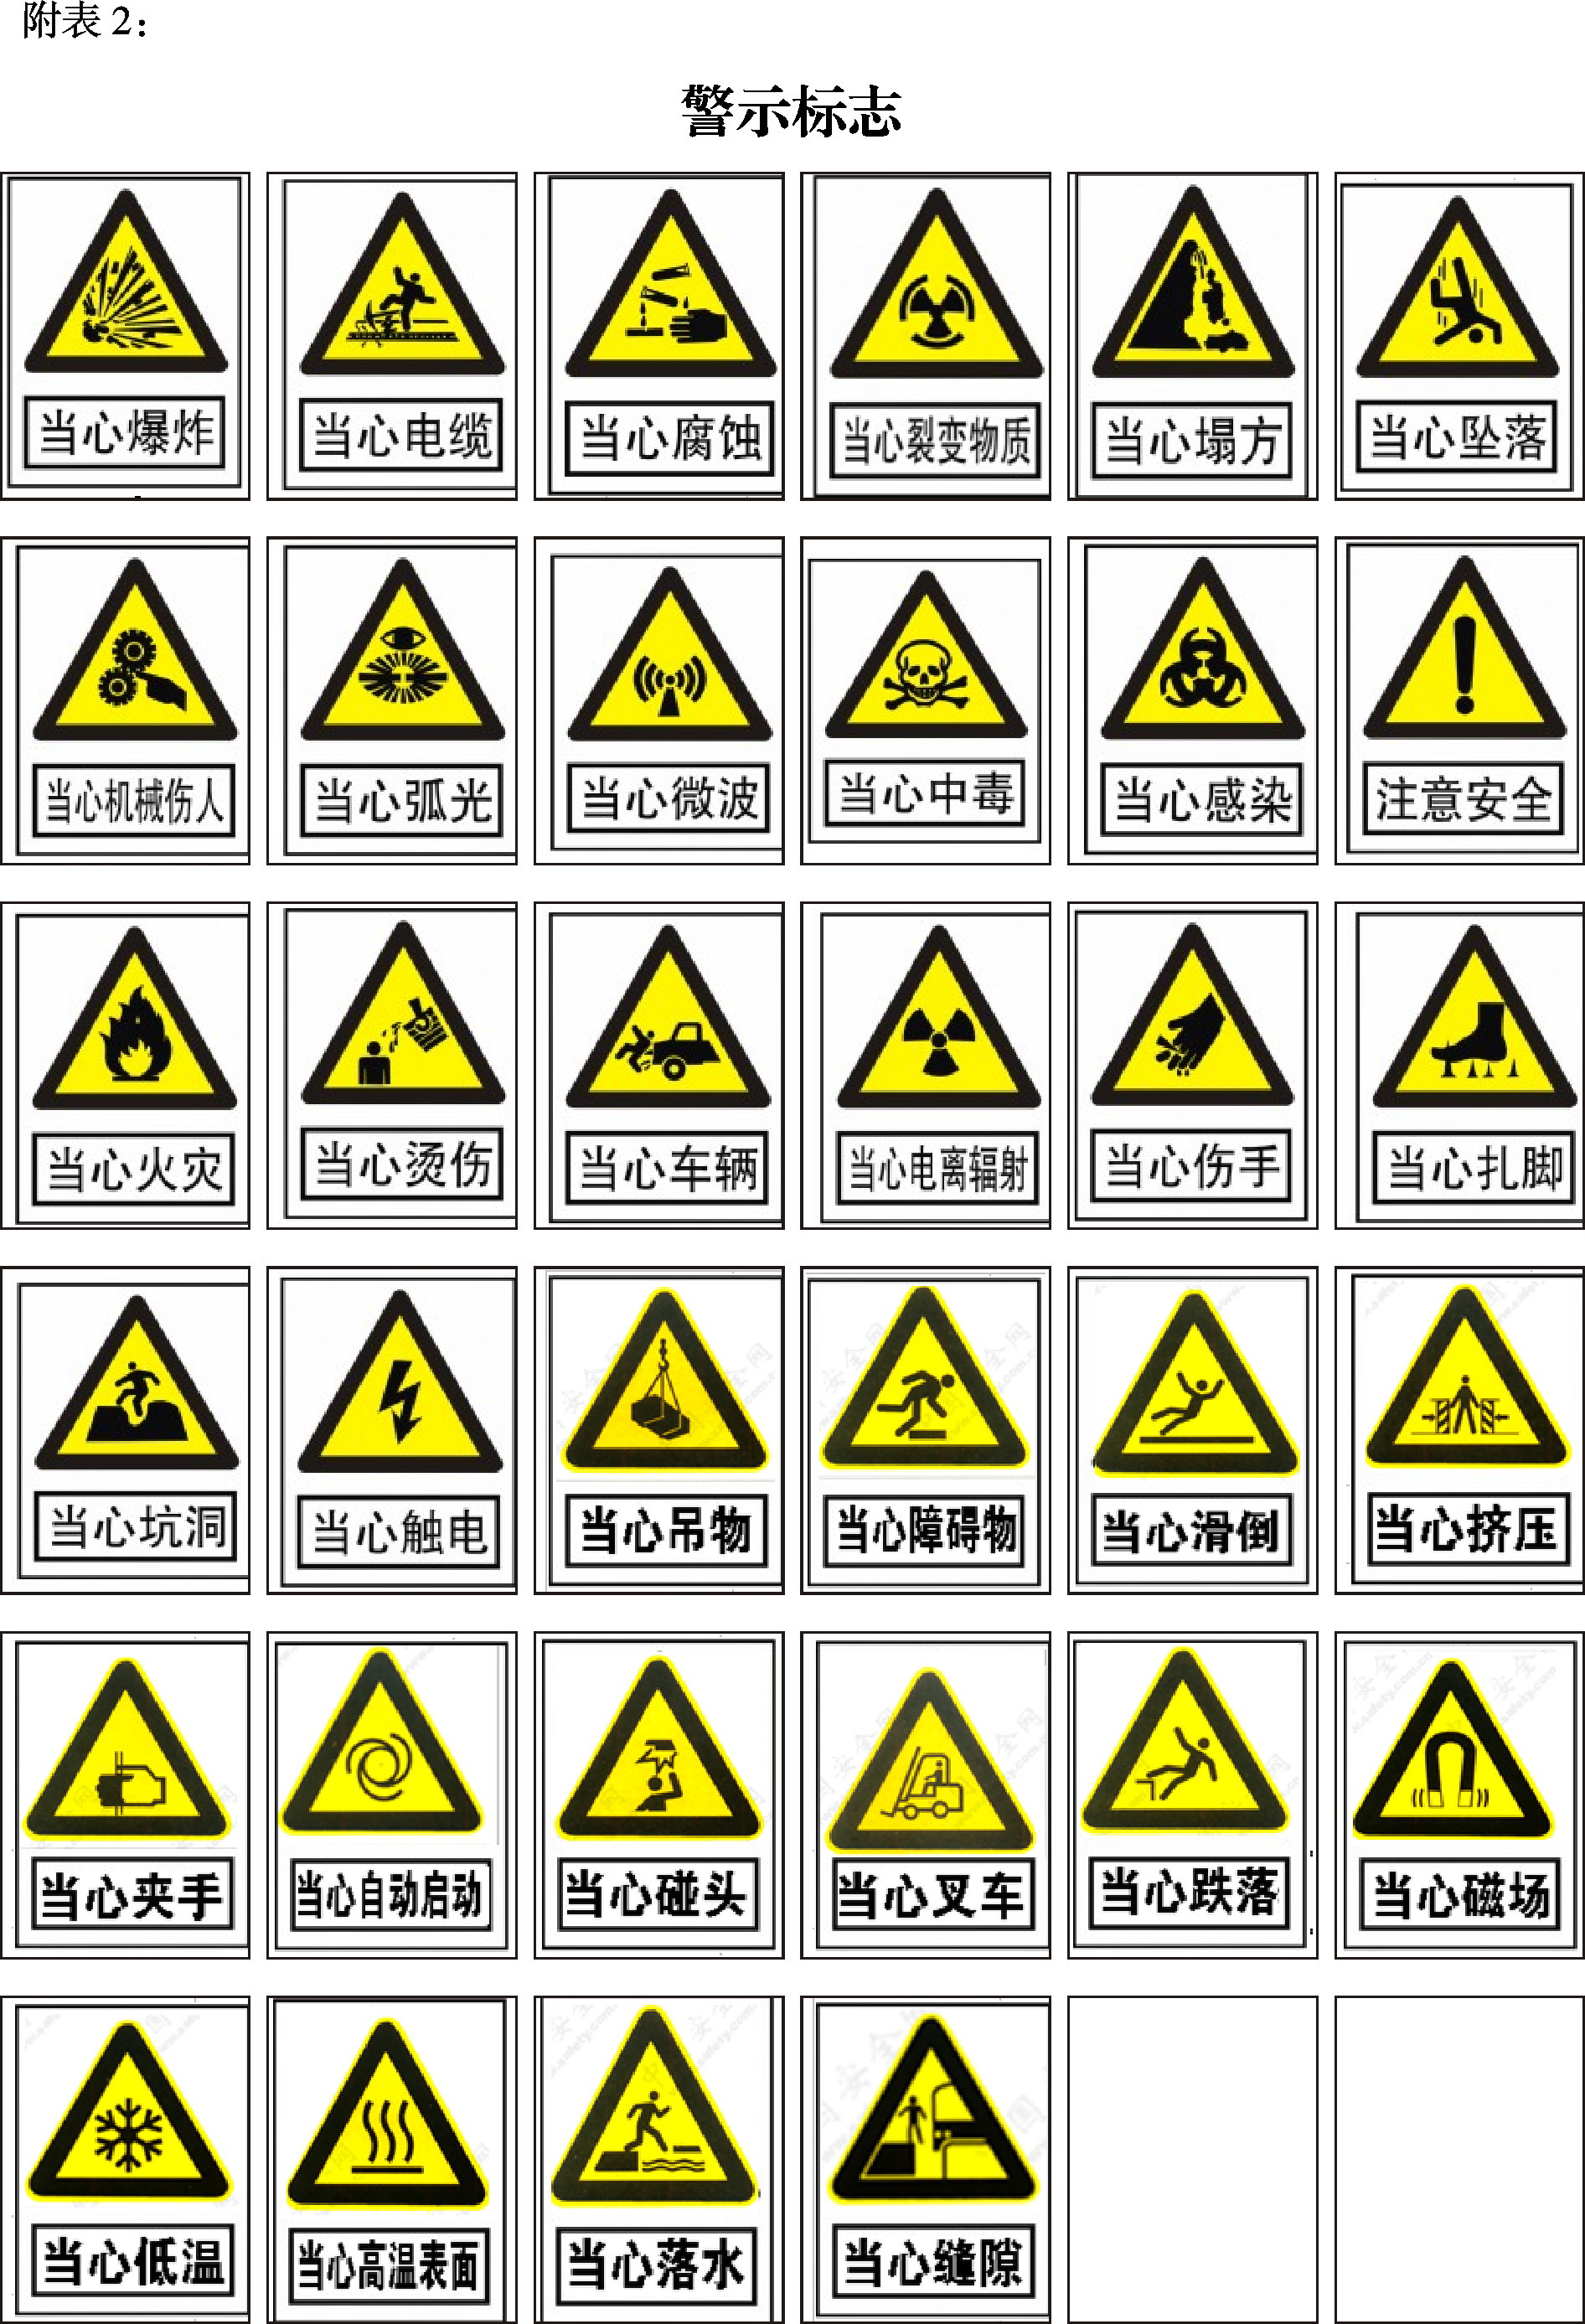 附表 2：
警示标志
当心爆炸
当心电缆
当心腐蚀
当心裂变物质
当心塌方
当心坠落
当心机械伤人
当心弧光
当心微波
当心中毒
当心感染
注意安全
当心火灾
当心烫伤
当心车辆
当心电离辐射
当心伤手
当心扎脚
当心坑洞
当心触电
当心吊物
当心障碍物
当心滑倒
当心挤压
当心夹手
当心自动启动
当心碰头
当心叉车
当心跌落
当心磁场
当心低温
当心高温表面
当心落水
当心缝隙